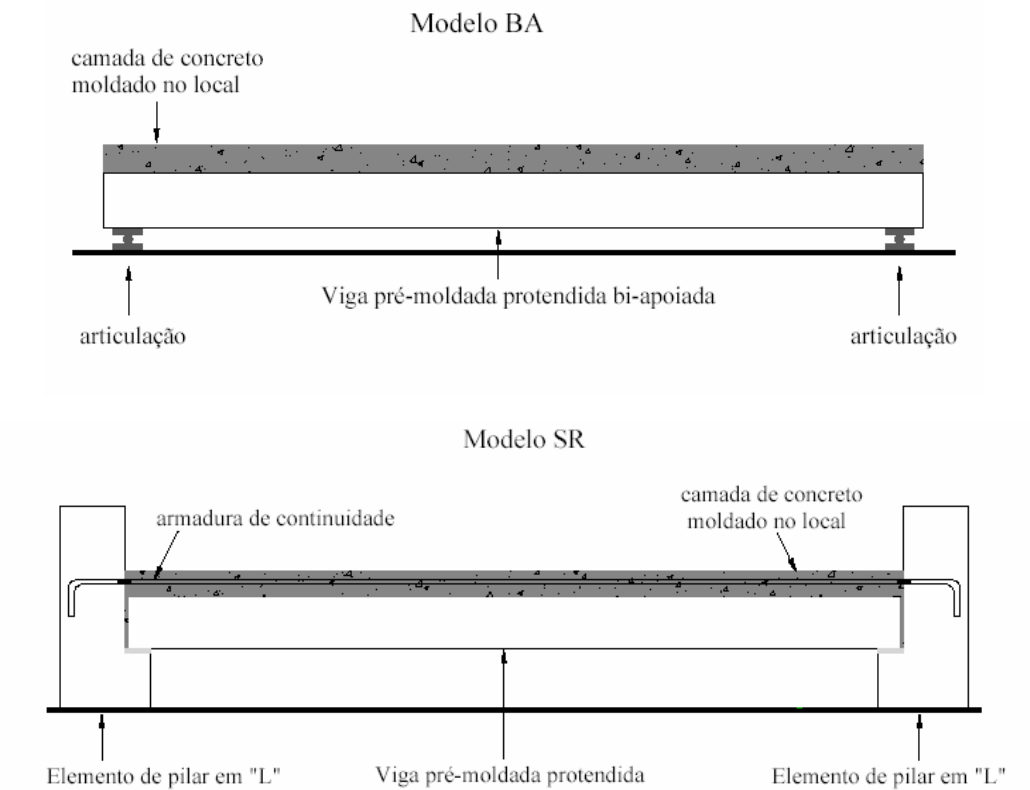 Modelo BA
camada de concreto
moldado no local
Viga pré-moldada protendida bi-apoiada
articulação
articulação
Modelo SR
armadura de continuidade
camada de concreto
moldado no local
Elemento de pilar em "L"
Viga pré-moldada protendida
Elemento de pilar em "L"